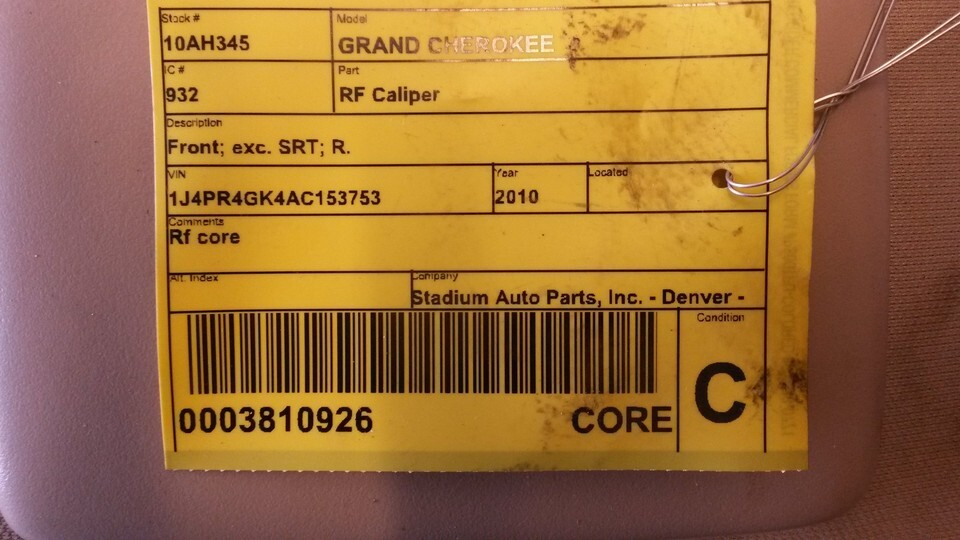 Stock # Model
10AH345 GRAND CHEROKEE
IC # Part
932 RF Caliper
Description
Front; exc. SRT; R.
VIN Year Located
1J4PR4GK4AC153753 2010
Comments
Rf core
Alt. Index Company
Stadium Auto Parts, Inc. - Denver -
Condition
C
0003810926 CORE